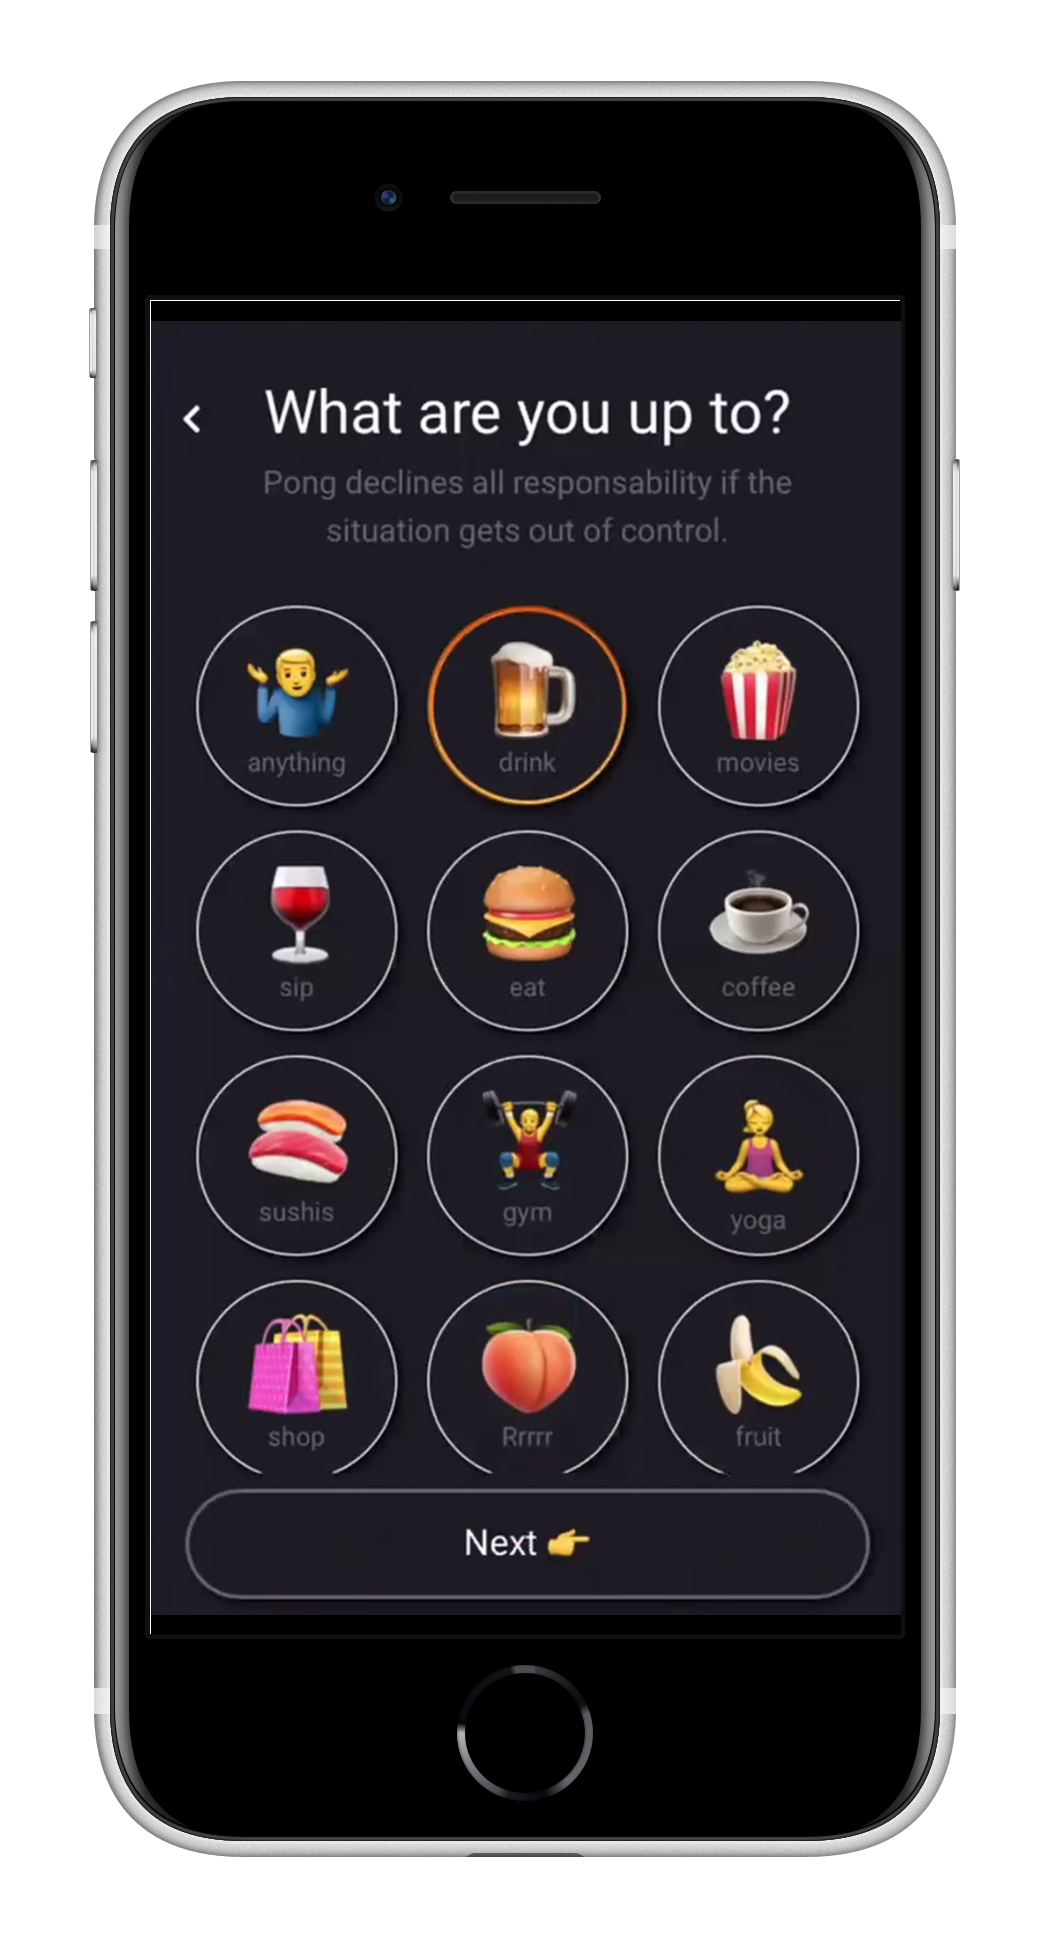 What are you up to?
Pong declines all responsability if the
situation gets out of control.
anything
drink
movies
sip
eat
coffee
sushis
gym
yoga
shop
Rrrrr
fruit
Next 👉